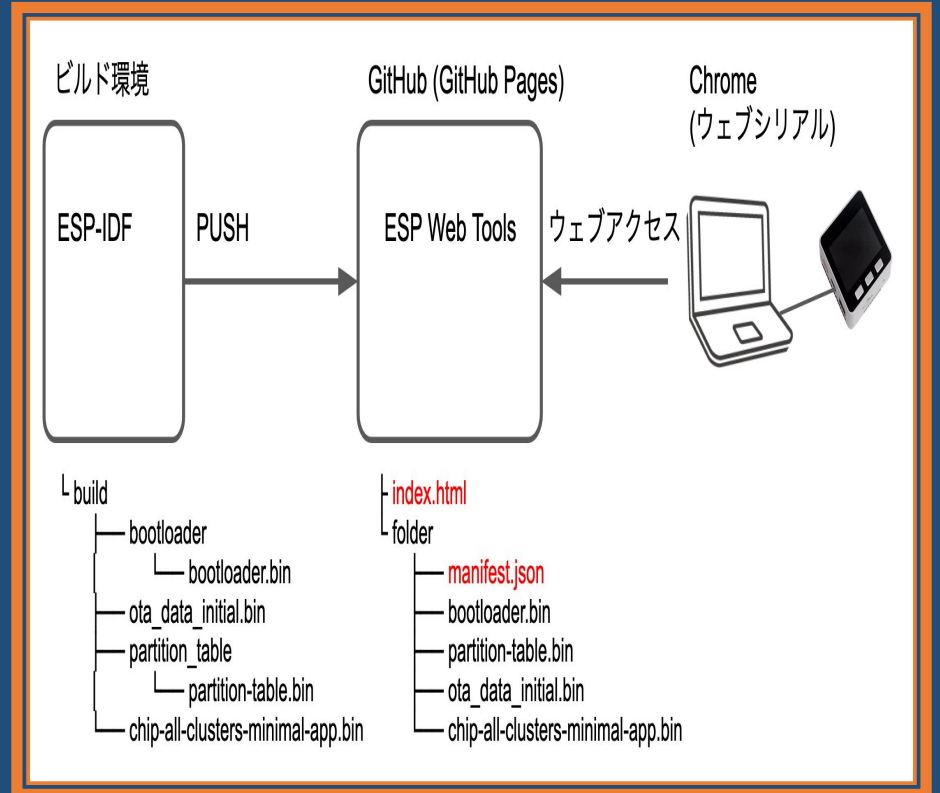 ビルド環境
GitHub (GitHub Pages)
Chrome
(ウェブシリアル)
ESP-IDF
PUSH
ESP Web Tools
ウェブアクセス
build
bootloader
bootloader.bin
ota_data_initial.bin
partition_table
partition-table.bin
chip-all-clusters-minimal-app.bin
index.html
folder
manifest.json
bootloader.bin
partition-table.bin
ota_data_initial.bin
chip-all-clusters-minimal-app.bin